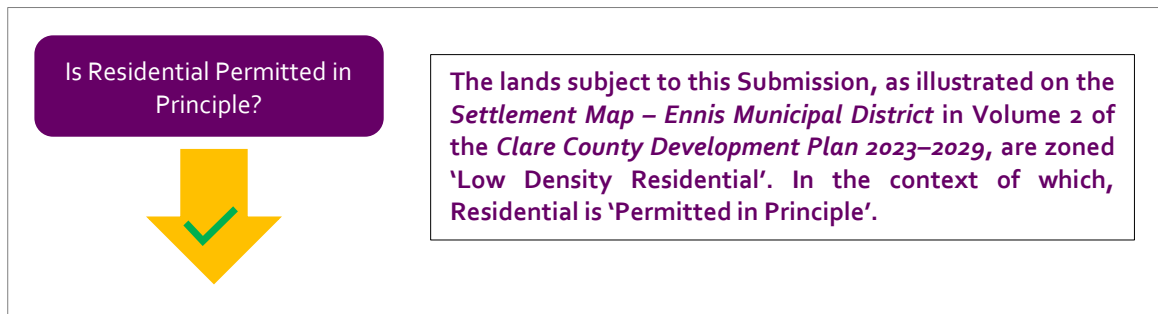 Is Residential Permitted in
Principle?
The lands subject to this Submission, as illustrated on the
Settlement Map – Ennis Municipal District in Volume 2 of
the Clare County Development Plan 2023–2029, are zoned
‘Low Density Residential’. In the context of which,
Residential is ‘Permitted in Principle’.